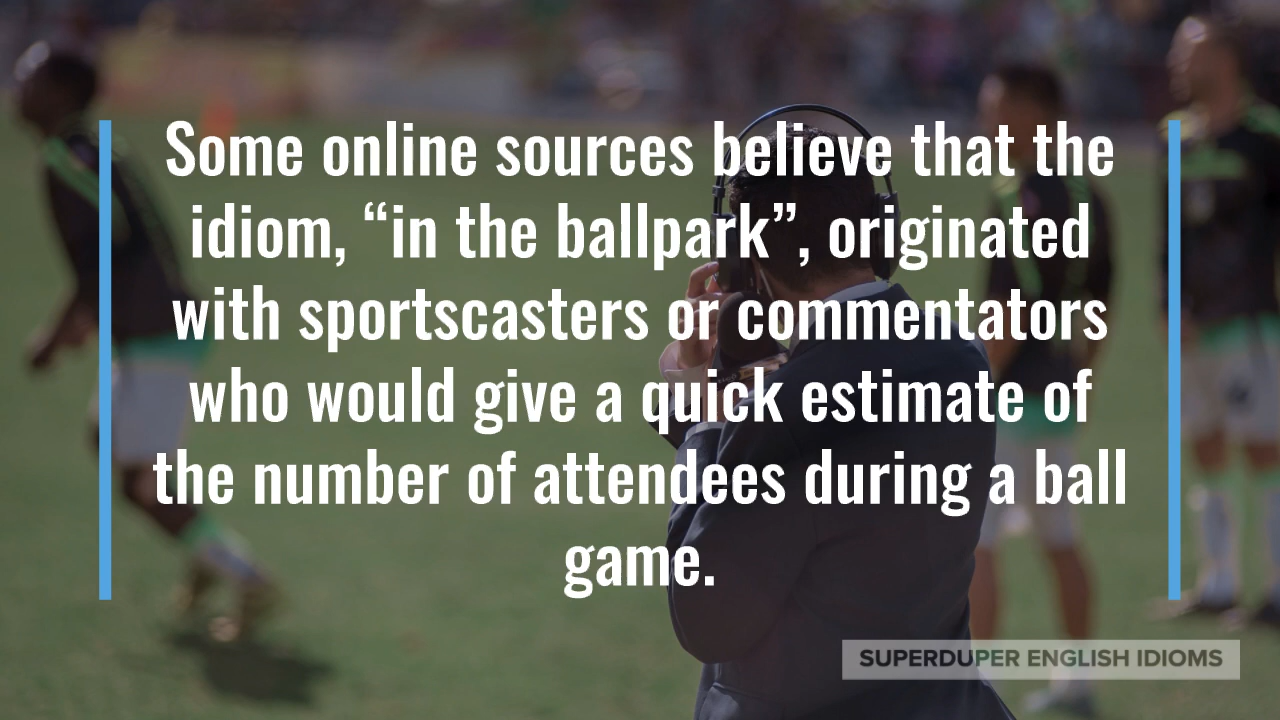 Some online sources believe that the
idiom, “in the ballpark”, originated
with sportscasters or commentators
who would give a quick estimate of
the number of attendees during a ball
game.
SUPERDUPER ENGLISH IDIOMS